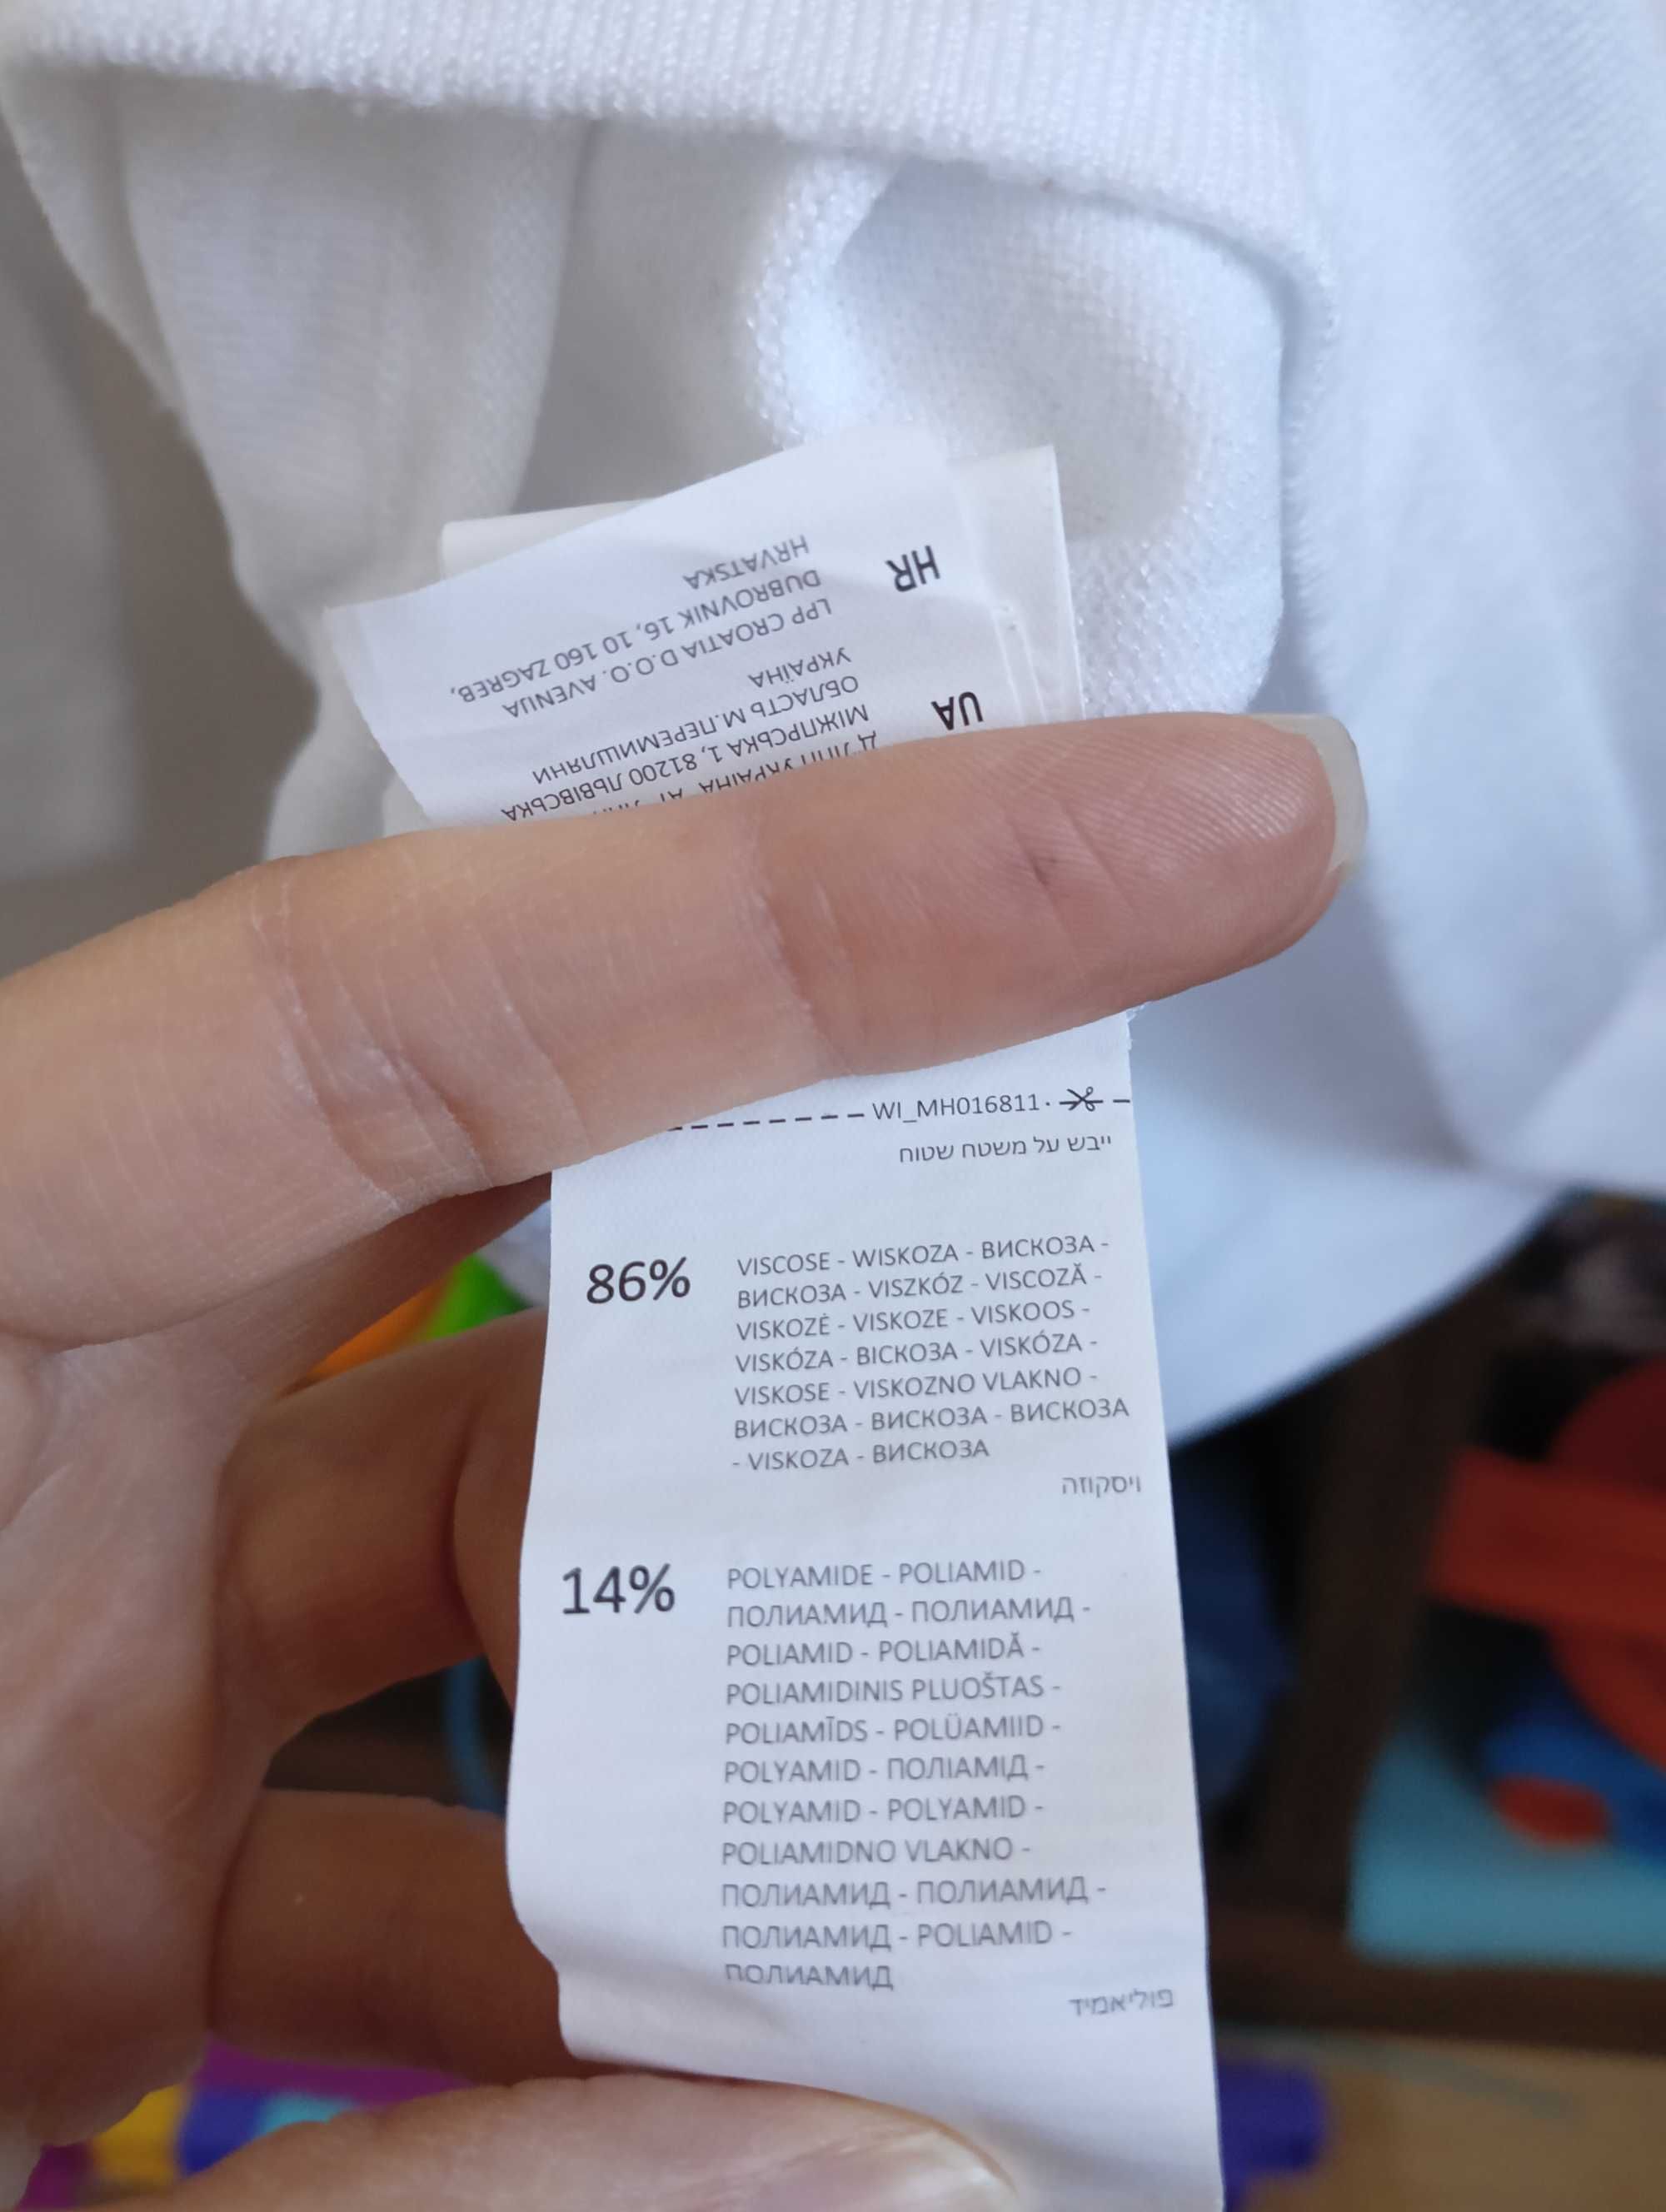 HR
LPP CROATIA D.O.O. AVENIJA
DUBROVNIK 16, 10 160 ZAGREB,
HRVATSKA
UA
УКРАЇНА
МІЖГІРСЬКА 1, 81200 ЛЬВІВСЬКА
ОБЛАСТЬ М.ПЕРЕМИШЛЯНИ
УКРАЇНА
WI_MH016811
ייבש על משטח שטוח
86%
VISCOSE - WISKOZA - ВИСКОЗА -
ВИСКОЗА - VISZKÓZ - VISCOZĂ -
VISKOZĖ - VISKOZE - VISKOOS -
VISKÓZA - ВІСКОЗА - VISKÓZA -
VISKOSE - VISKOZNO VLAKNO -
ВИСКОЗА - ВИСКОЗА - ВИСКОЗА
- VISKOZA - ВИСКОЗА
ויסקוזה
14%
POLYAMIDE - POLIAMID -
ПОЛИАМИД - ПОЛИАМИД -
POLIAMID - POLIAMIDĂ -
POLIAMIDINIS PLUOŠTAS -
POLIAMĪDS - POLÜAMIID -
POLYAMID - ПОЛІАМІД -
POLYAMID - POLYAMID -
POLIAMIDNO VLAKNO -
ПОЛИАМИД - ПОЛИАМИД -
ПОЛИАМИД - POLIAMID -
ПОЛИАМИД
פוליאמיד